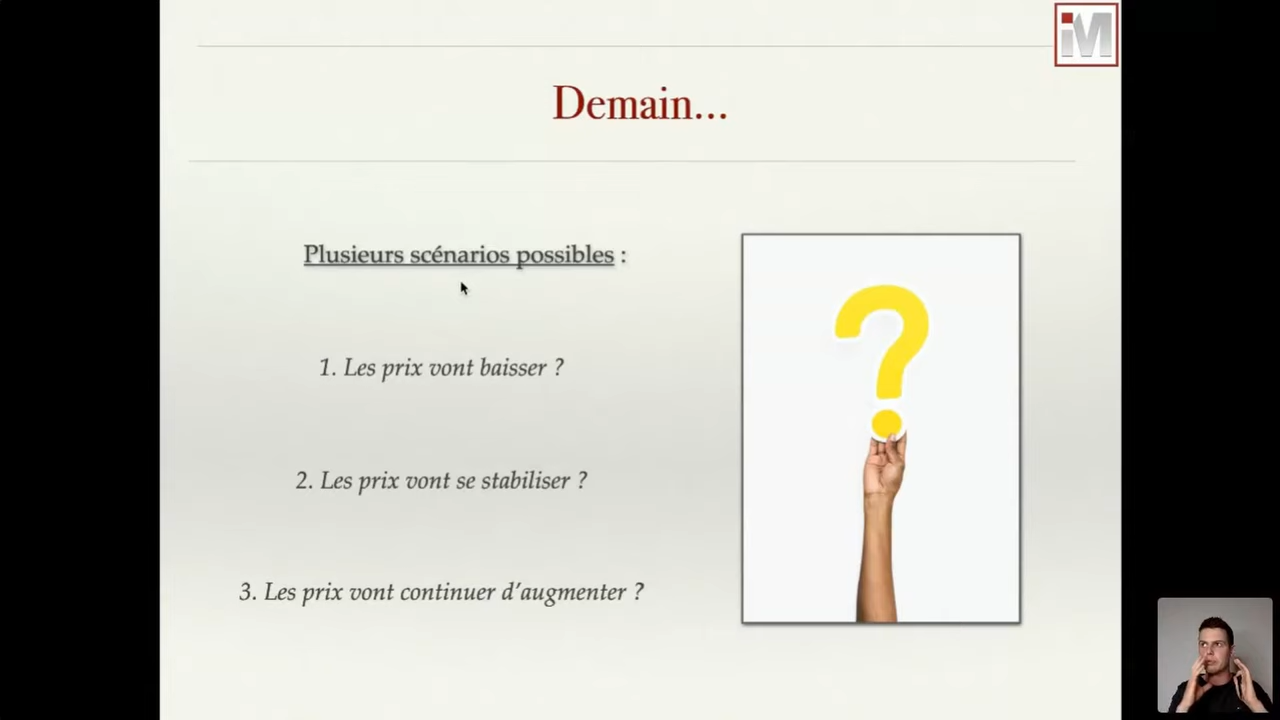 iM
Demain...
Plusieurs scénarios possibles :
1. Les prix vont baisser ?
2. Les prix vont se stabiliser ?
3. Les prix vont continuer d'augmenter ?